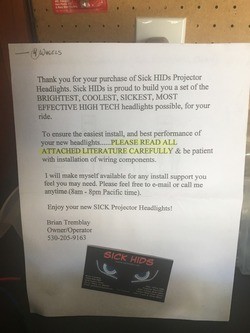 Thank you for your purchase of Sick HIDs Projector
Headlights. Sick HIDs is proud to build you a set of the
BRIGHTEST, COOLEST, SICKEST, MOST
EFFECTIVE HIGH TECH headlights possible, for your
ride.
To ensure the easiest install, and best performance of
your new headlights......PLEASE READ ALL
ATTACHED LITERATURE CAREFULLY & be patient
with installation of wiring components.
I will make myself available for any install support you
feel you may need. Please feel free to e-mail or call me
anytime (8am - 8pm Pacific time).
Enjoy your new SICK Projector Headlights!
Brian Tremblay
Owner/Operator
530-205-9163
SICK HIDS